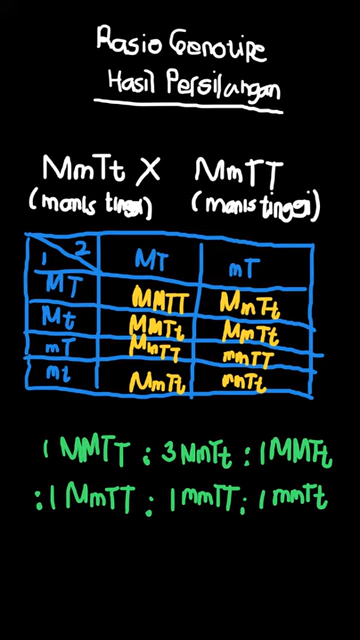 Rasio Genotipe
Hasil Persilangan
MmTt X MmTT
(manis tinggi) (manis tinggi)
1 2 MT mT
MT MMTT MmTt
Mt MMTt MmTt
mT MmTT mmTT
mt MmTt mmTt
1 MMTT : 3 MmTt : 1 MMTt
: 1 MmTT : 1 mmTT : 1 mmTt